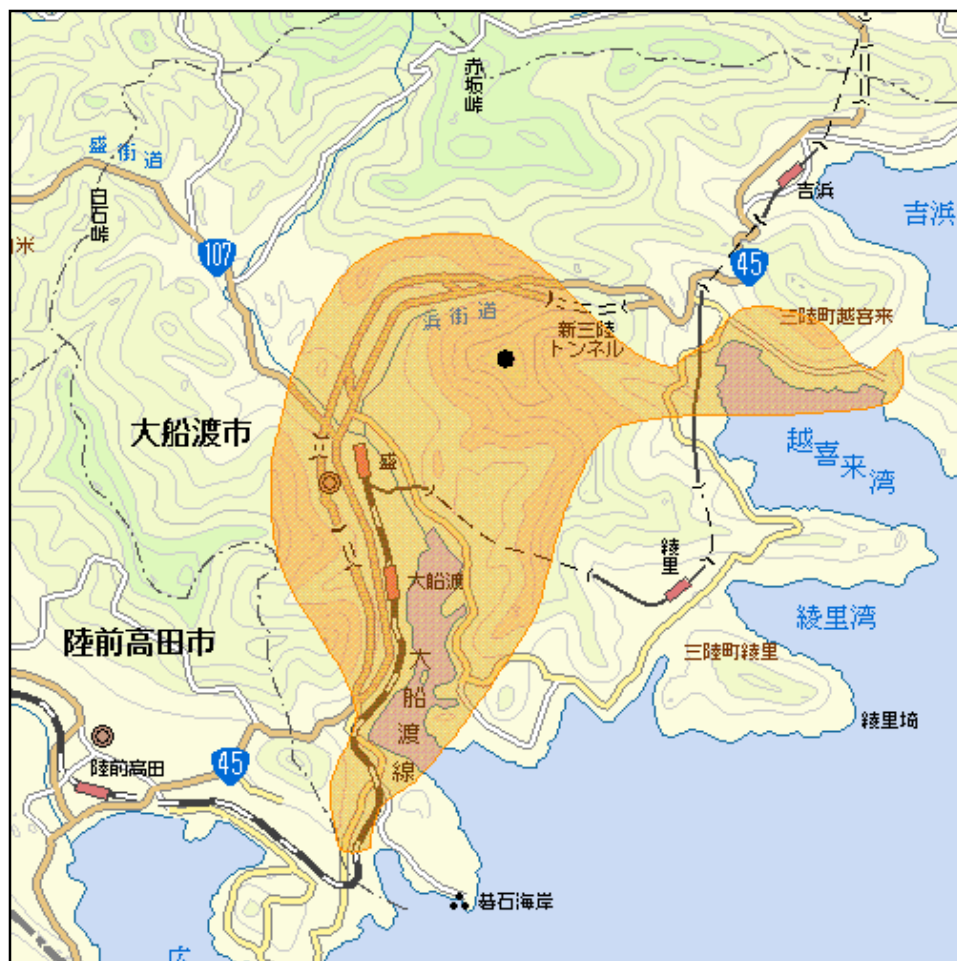 赤坂峠
盛街道
白石峠
吉浜
吉浜
米
107
45
浜街道
新三陸
トンネル
三陸町越喜来
大船渡市
盛
越喜来湾
綾里
大船渡
綾里湾
陸前高田市
三陸町綾里
大船渡線
綾里埼
45
陸前高田
碁石海岸
広